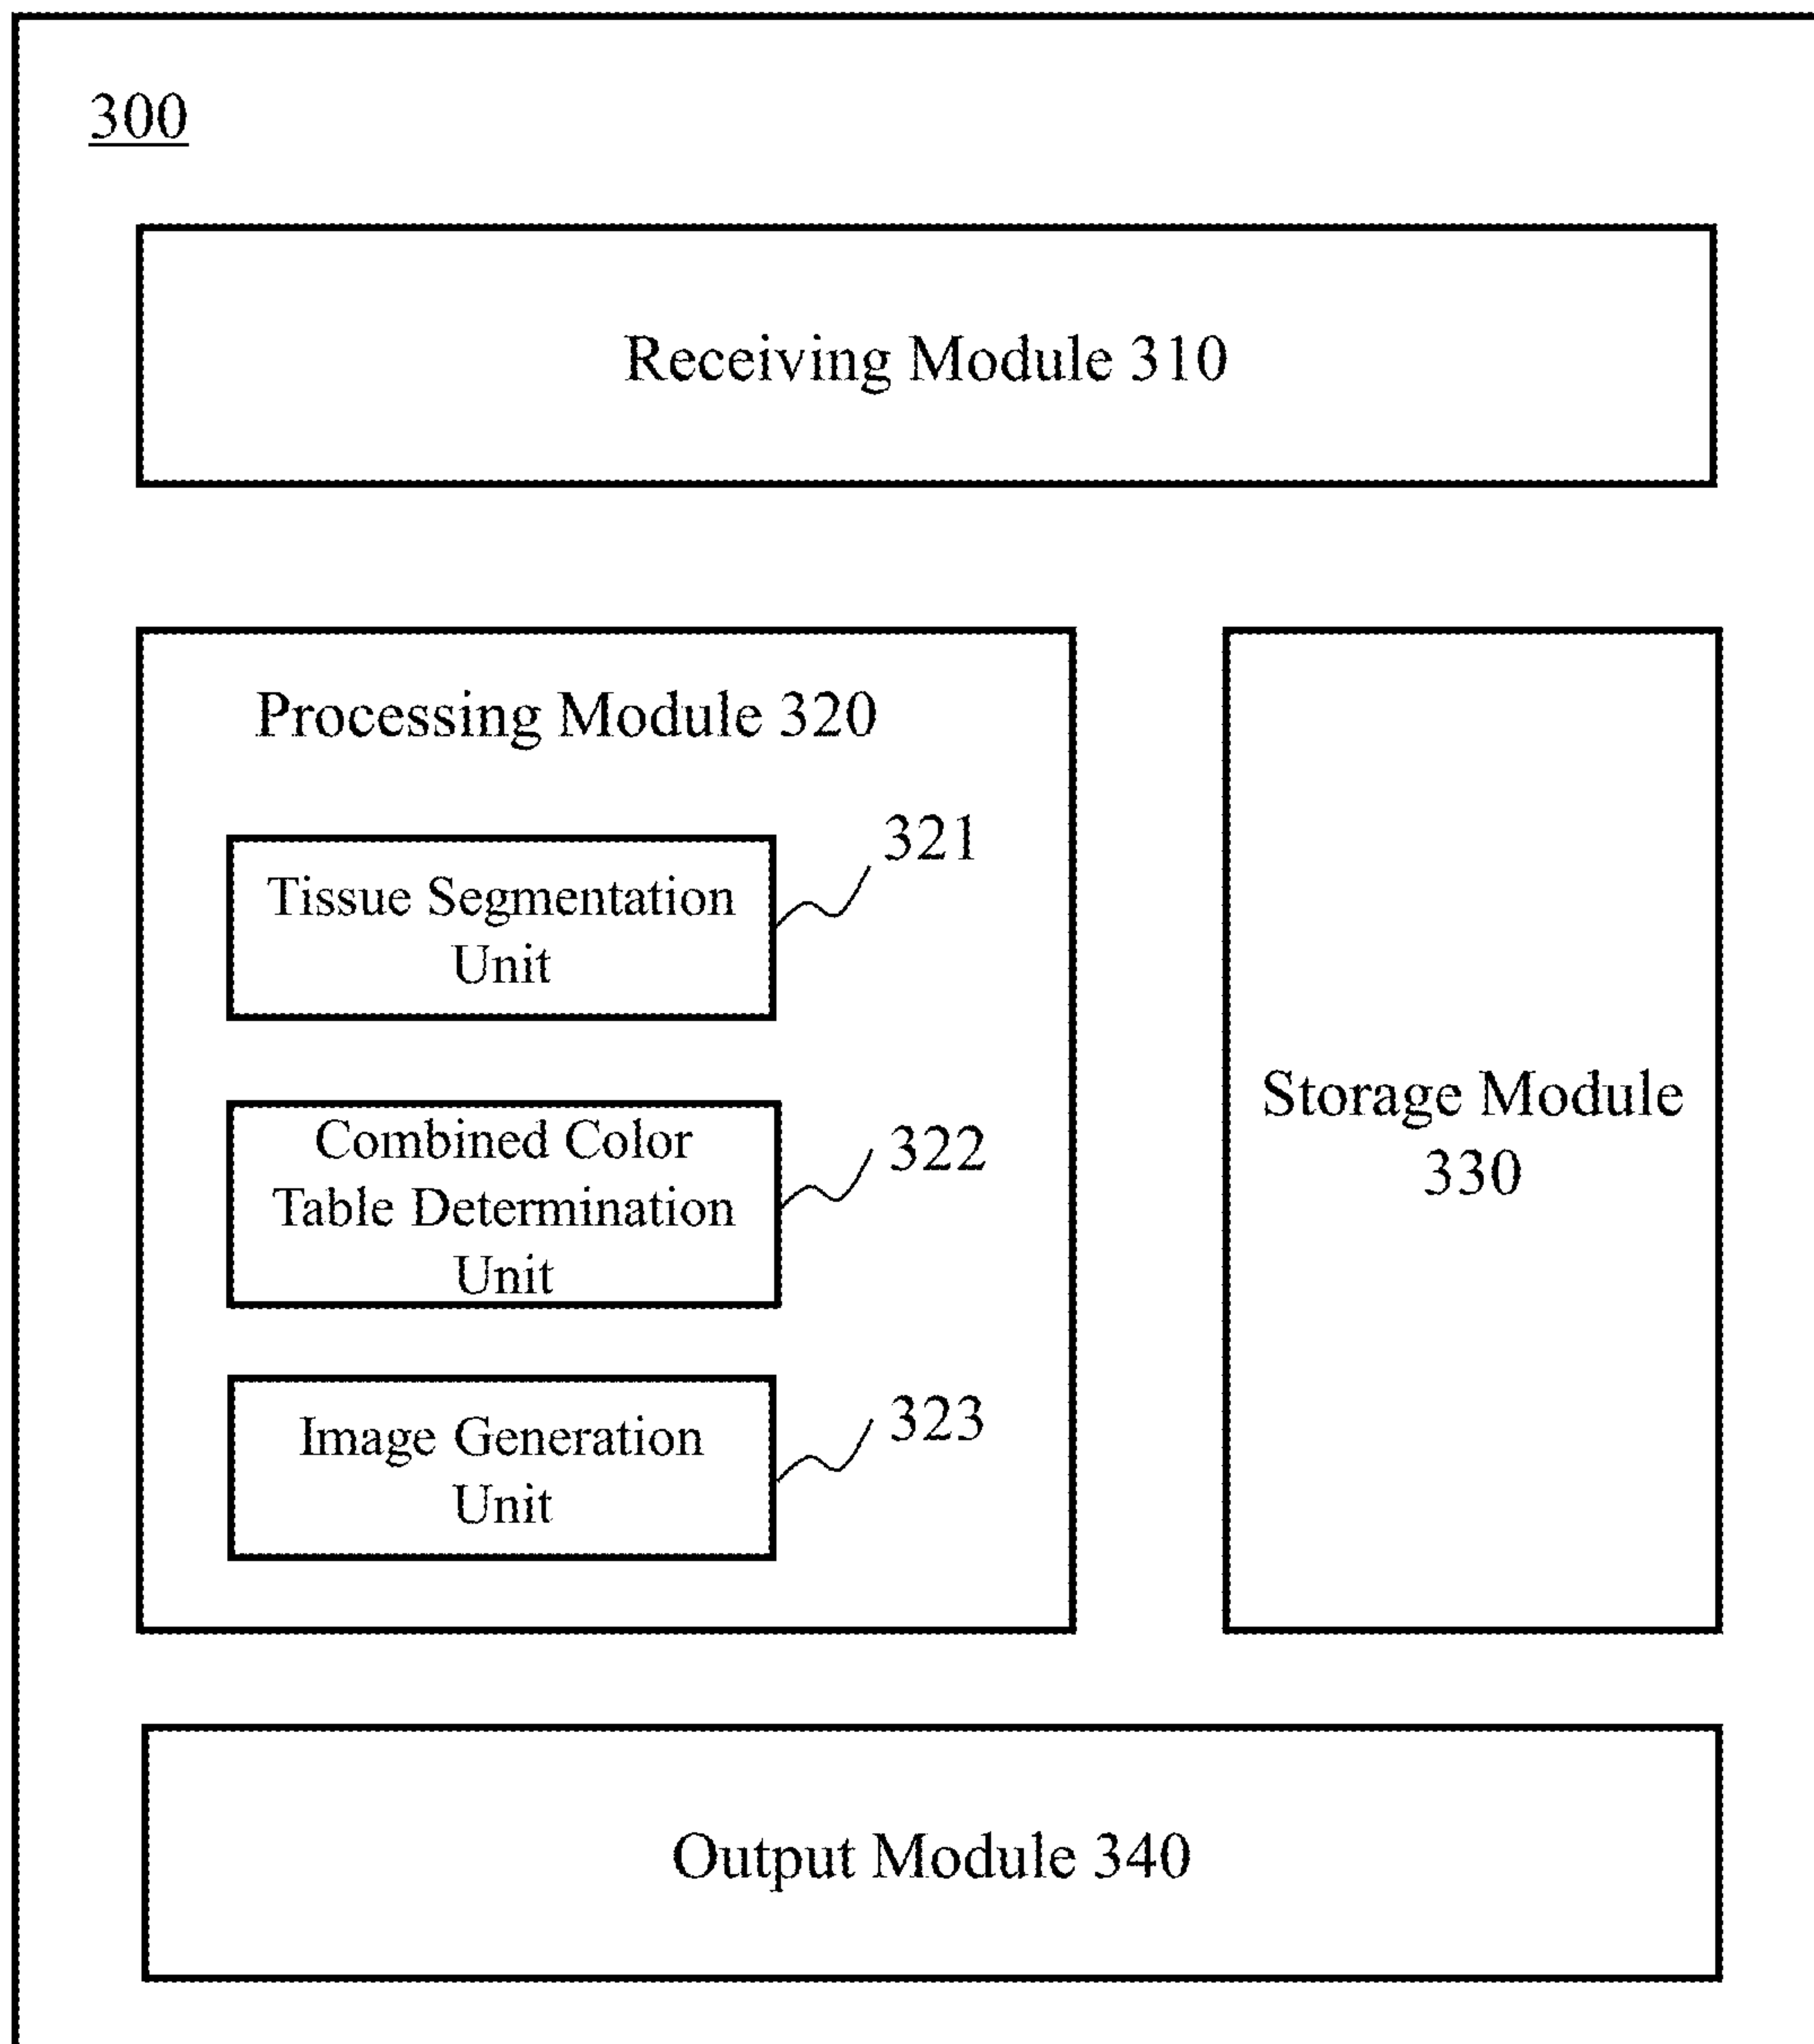 300
Receiving Module 310
Processing Module 320
321
Tissue Segmentation
Unit
Combined Color
322
Table Determination
Unit
323
Image Generation
Unit
Storage Module
330
Output Module 340